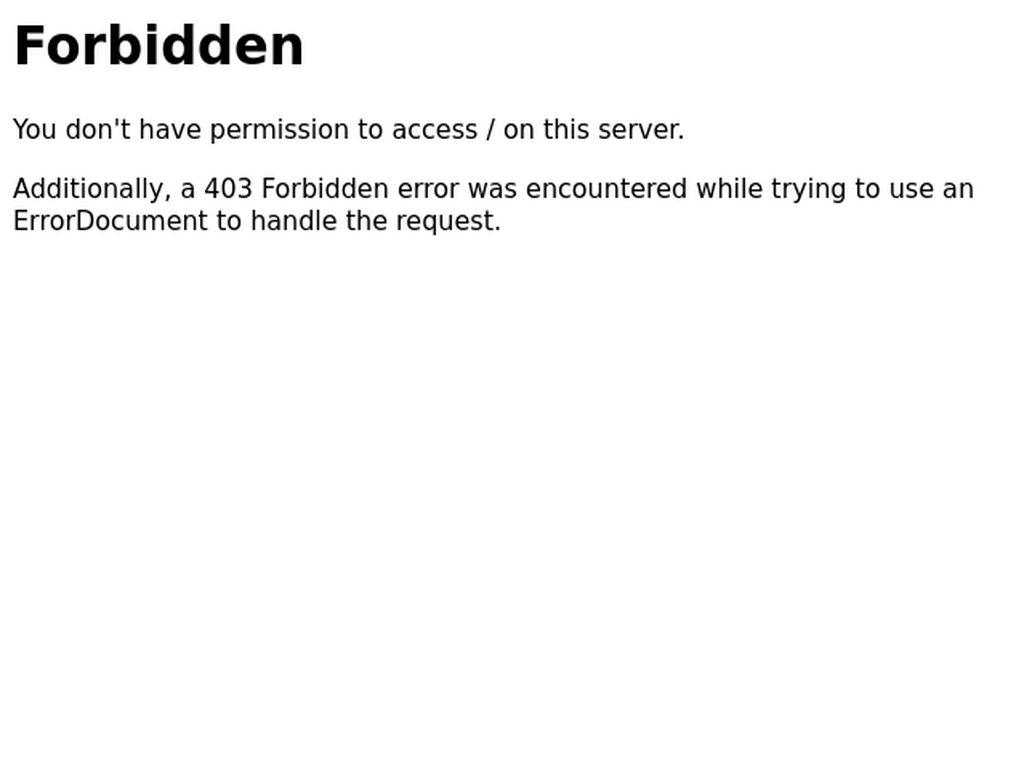 Forbidden
You don't have permission to access / on this server.
Additionally, a 403 Forbidden error was encountered while trying to use an
ErrorDocument to handle the request.